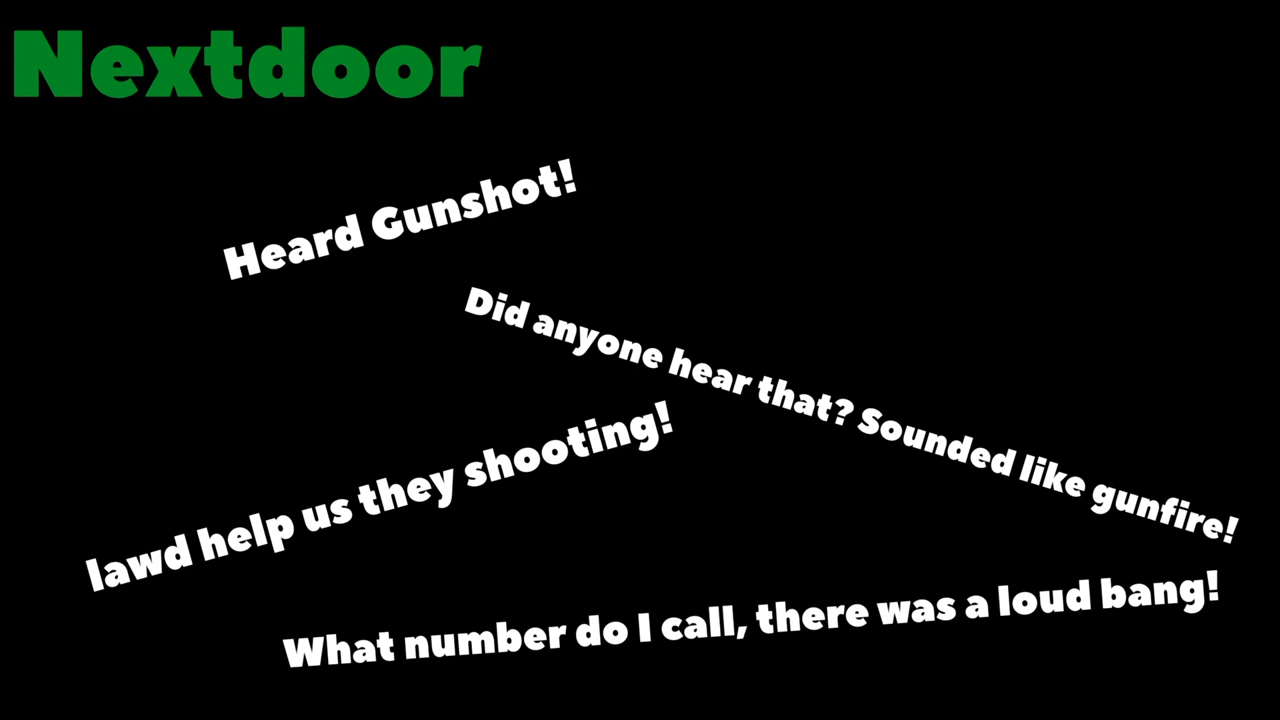 Nextdoor
Heard Gunshot!
Did anyone hear that? Sounded like gunfire!
lawd help us they shooting!
What number do I call, there was a loud bang!